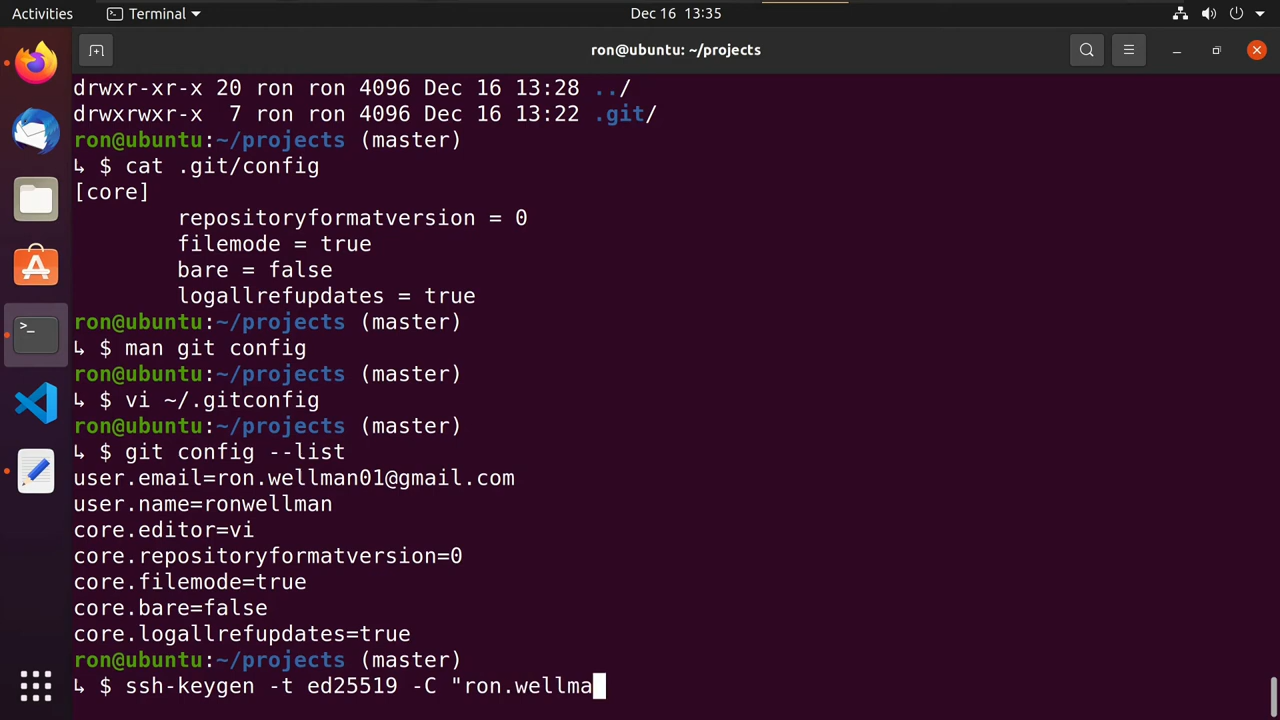 Activities
Terminal
Dec 16 13:35
ron@ubuntu: ~/projects
drwxr-xr-x 20 ron ron 4096 Dec 16 13:28 ../
drwxrwxr-x  7 ron ron 4096 Dec 16 13:22 .git/
ron@ubuntu:~/projects (master)
↳ $ cat .git/config
[core]
        repositoryformatversion = 0
        filemode = true
        bare = false
        logallrefupdates = true
ron@ubuntu:~/projects (master)
↳ $ man git config
ron@ubuntu:~/projects (master)
↳ $ vi ~/.gitconfig
ron@ubuntu:~/projects (master)
↳ $ git config --list
user.email=ron.wellman01@gmail.com
user.name=ronwellman
core.editor=vi
core.repositoryformatversion=0
core.filemode=true
core.bare=false
core.logallrefupdates=true
ron@ubuntu:~/projects (master)
↳ $ ssh-keygen -t ed25519 -C "ron.wellma